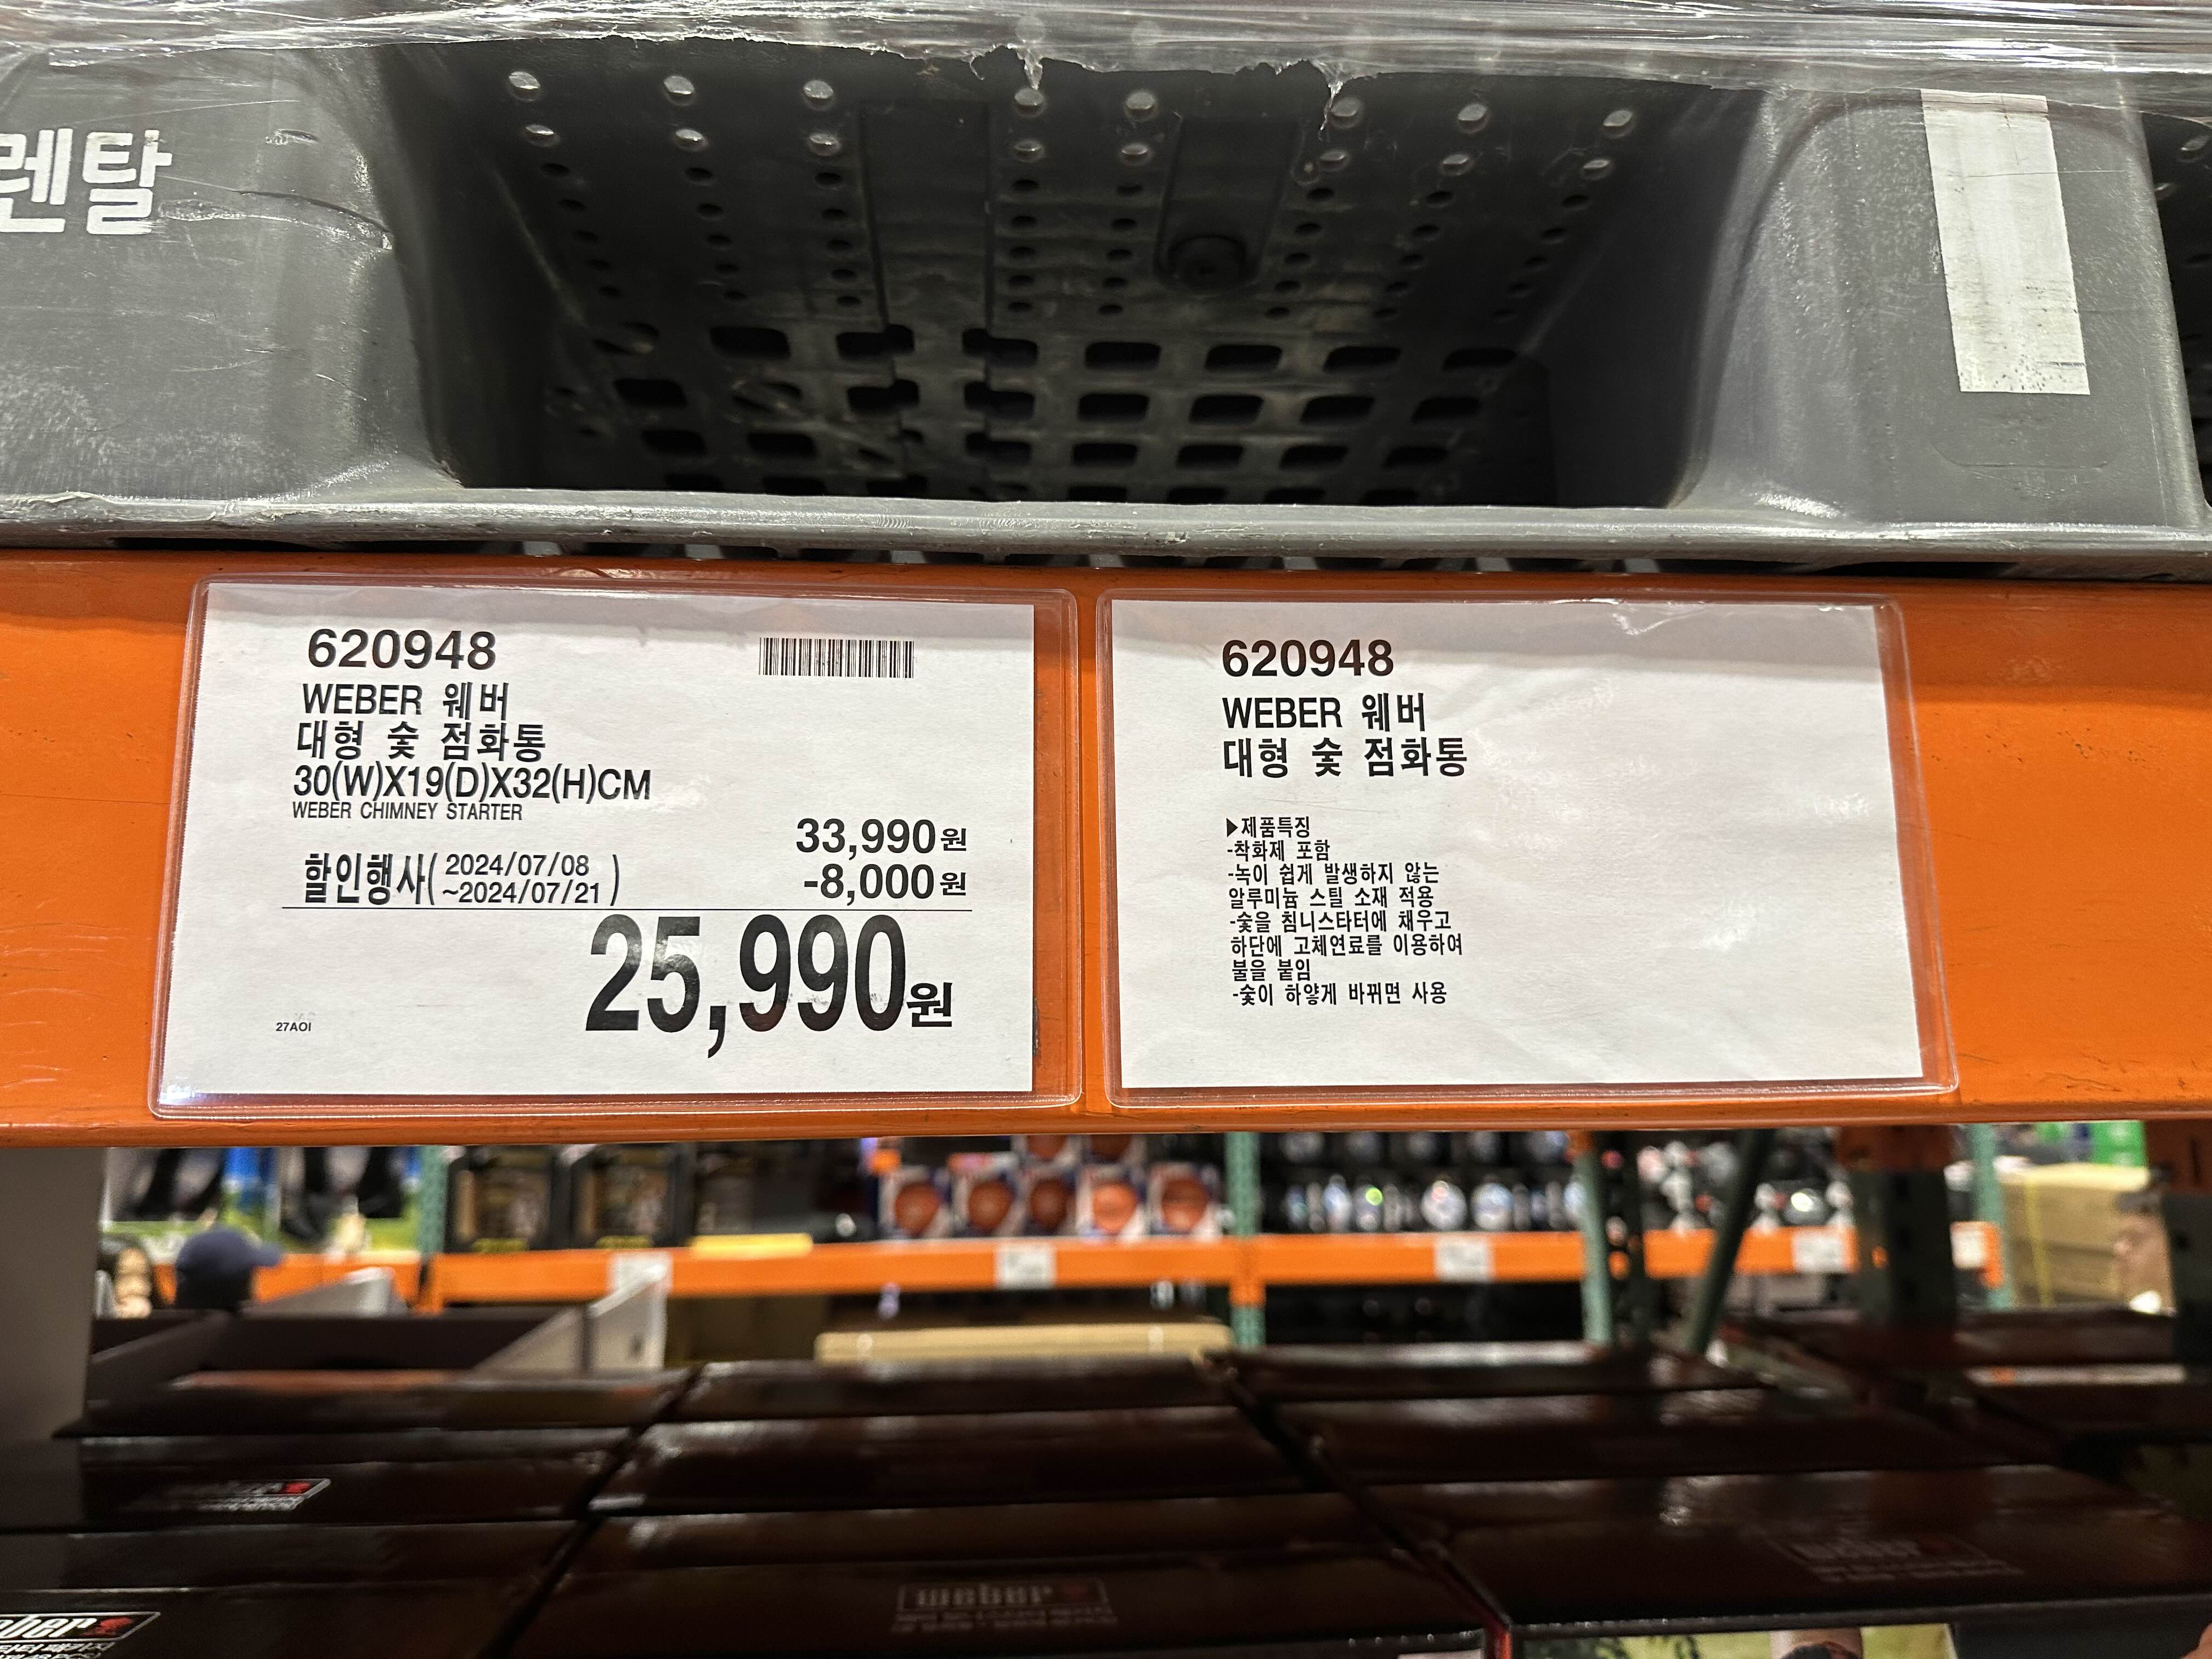 렌탈
620948
WEBER 웨버
대형 숯 점화통
30(W)X19(D)X32(H)CM
WEBER CHIMNEY STARTER
33,990원
할인행사( 2024/07/08
~2024/07/21 )
-8,000원
25,990원
27AOI
620948
WEBER 웨버
대형 숯 점화통
▶제품특징
-착화제 포함
-녹이 쉽게 발생하지 않는
알루미늄 스틸 소재 적용
-숯을 침니스타터에 채우고
하단에 고체연료를 이용하여
불을 붙임
-숯이 하얗게 바뀌면 사용
weber
weber